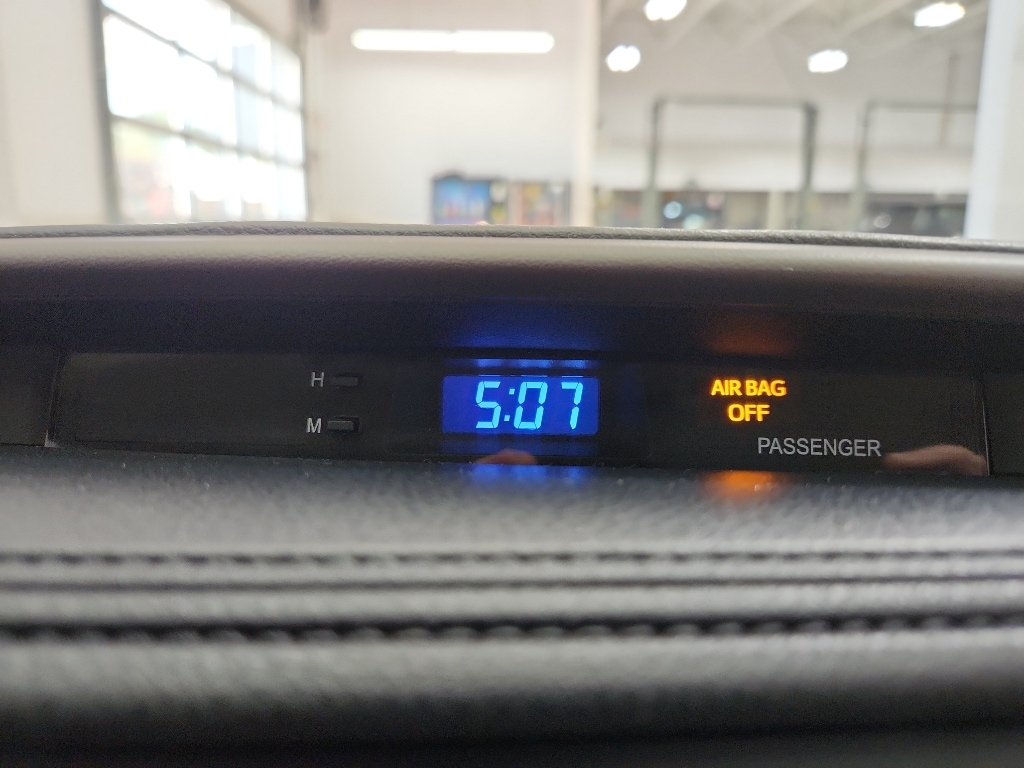 H
M
5:07
AIR BAG
OFF
PASSENGER